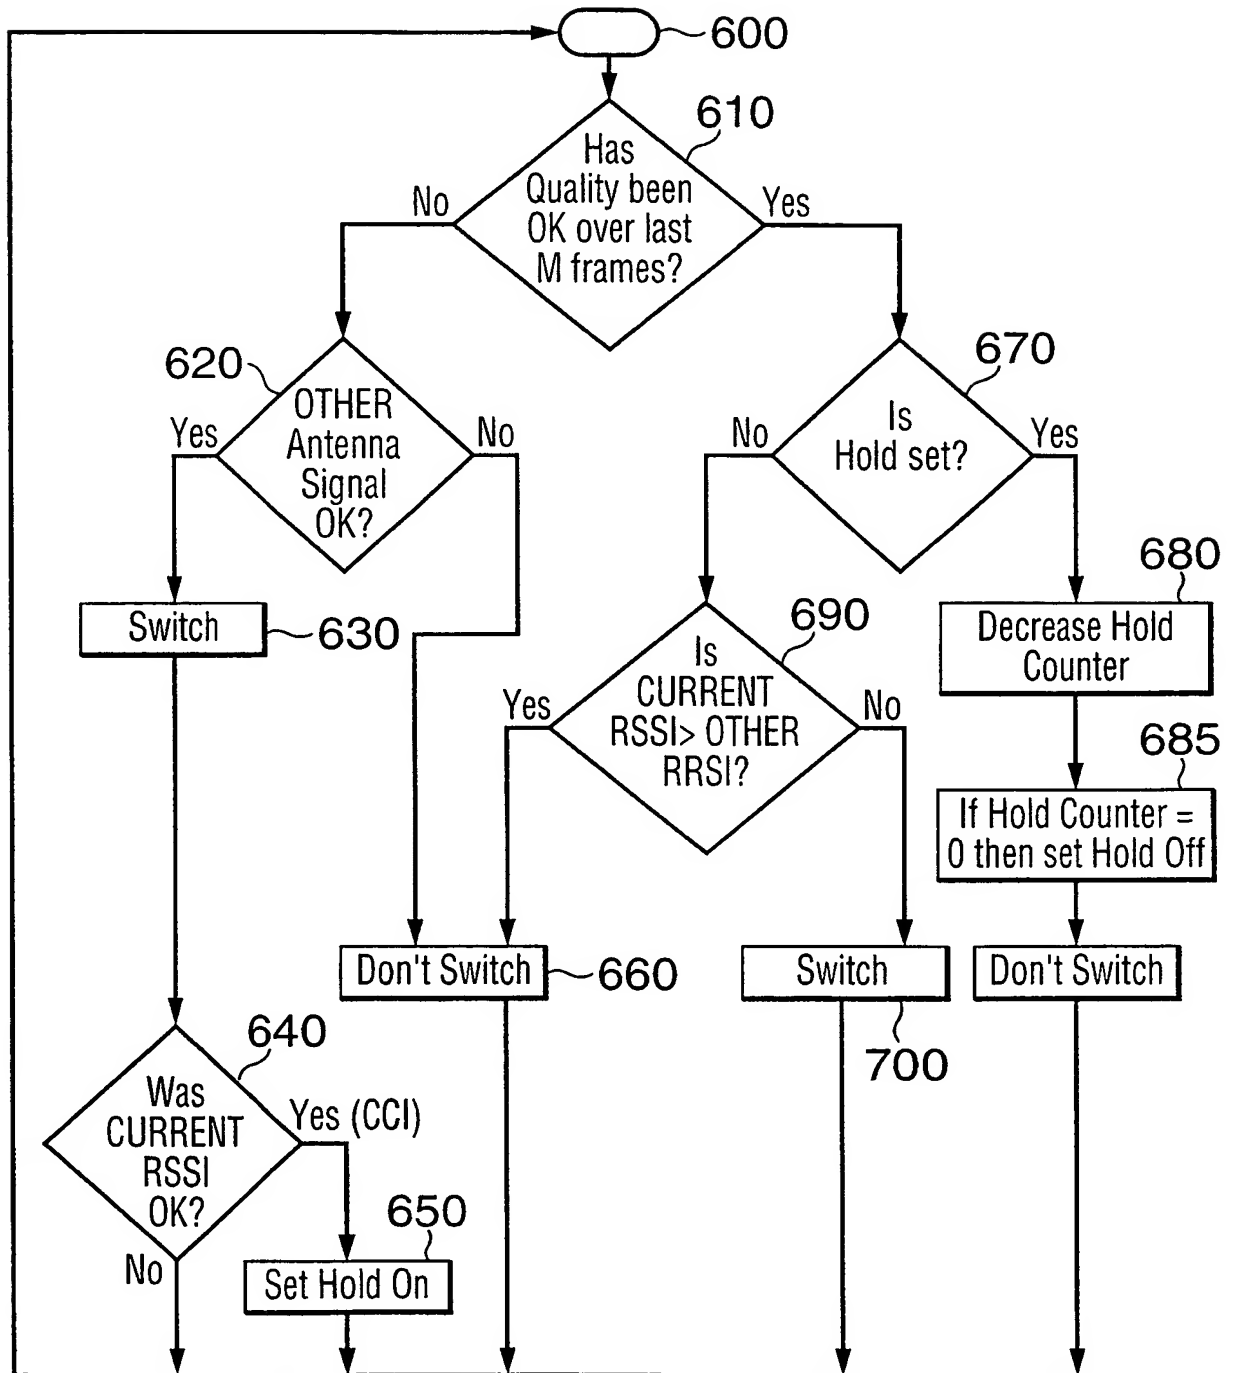 600
610
Has
Quality been
OK over last
M frames?
No
Yes
620
OTHER
Antenna
Signal
OK?
Yes
No
670
Is
Hold set?
No
Yes
Switch
630
690
Is
CURRENT
RSSI> OTHER
RRSI?
Yes
No
680
Decrease Hold
Counter
685
If Hold Counter =
0 then set Hold Off
Don't Switch
660
Switch
700
Don't Switch
640
Was
CURRENT
RSSI
OK?
Yes (CCI)
No
650
Set Hold On